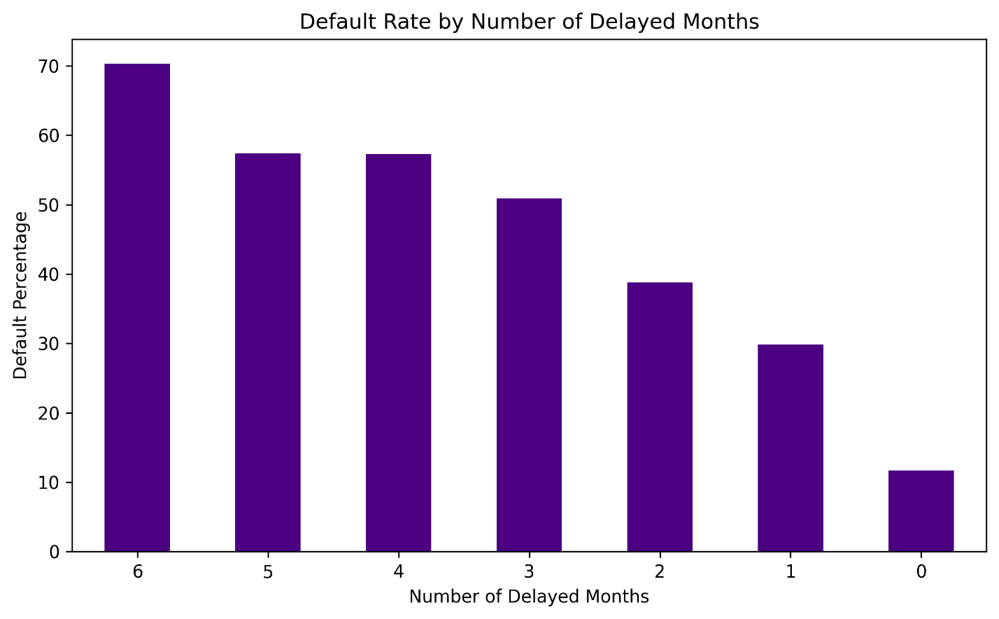 Default Rate by Number of Delayed Months
Default Percentage
70
60
50
40
30
20
10
0
6 5 4 3 2 1 0
Number of Delayed Months